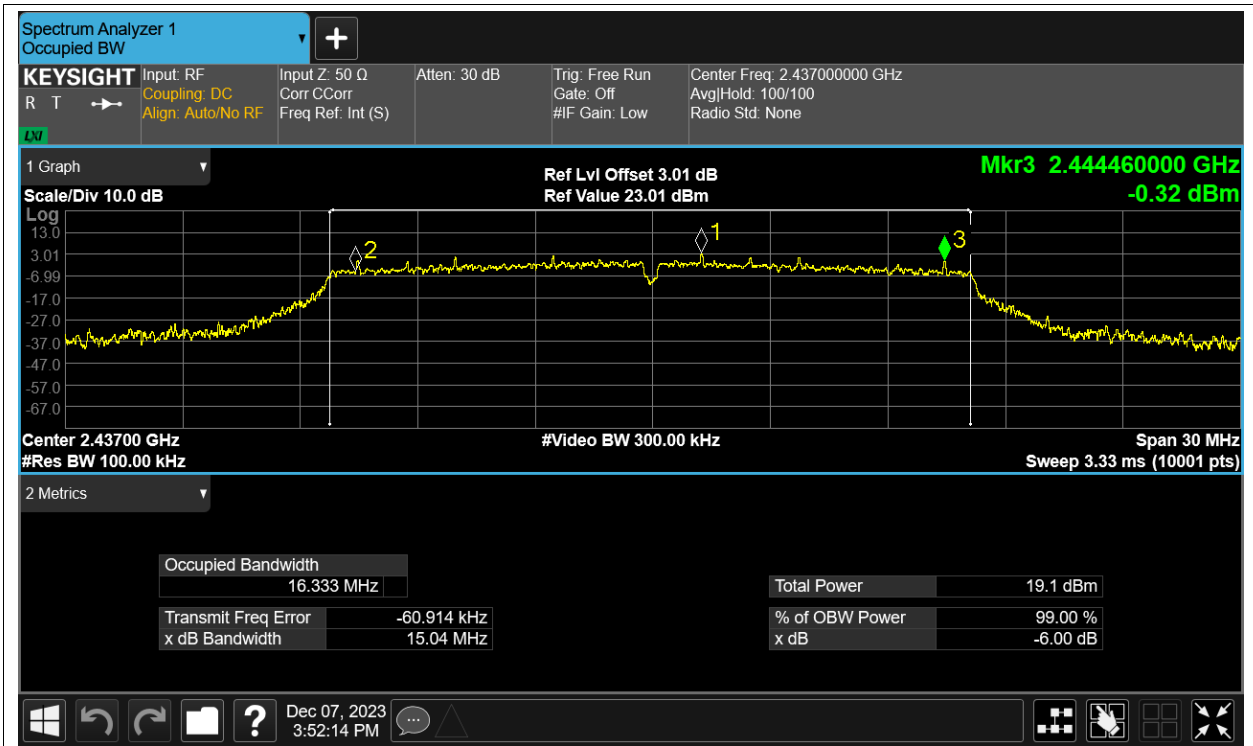 Spectrum Analyzer 1
Occupied BW
+
KEYSIGHT
R T
LXI
Input: RF
Coupling: DC
Align: Auto/No RF
Input Z: 50 Ω
Corr CCorr
Freq Ref: Int (S)
Atten: 30 dB
Trig: Free Run
Gate: Off
#IF Gain: Low
Center Freq: 2.437000000 GHz
Avg|Hold: 100/100
Radio Std: None
1 Graph
Scale/Div 10.0 dB
Ref Lvl Offset 3.01 dB
Ref Value 23.01 dBm
Mkr3 2.444460000 GHz
-0.32 dBm
Log
13.0
3.01
-6.99
-17.0
-27.0
-37.0
-47.0
-57.0
-67.0
2
1
3
Center 2.43700 GHz
#Res BW 100.00 kHz
#Video BW 300.00 kHz
Span 30 MHz
Sweep 3.33 ms (10001 pts)
2 Metrics
Occupied Bandwidth
16.333 MHz
Transmit Freq Error -60.914 kHz
x dB Bandwidth 15.04 MHz
Total Power 19.1 dBm
% of OBW Power 99.00 %
x dB -6.00 dB
?
Dec 07, 2023
3:52:14 PM